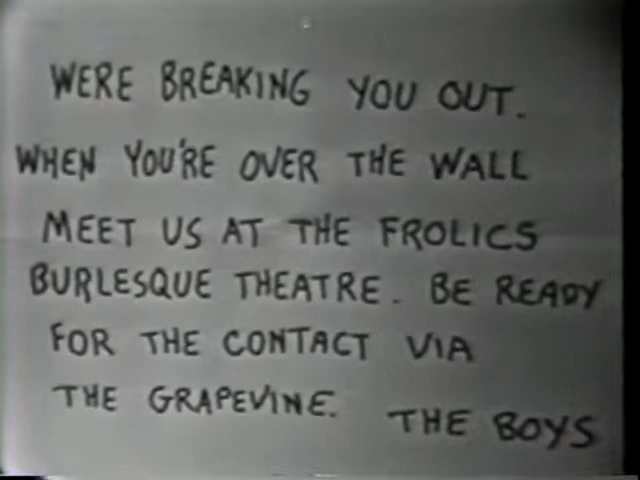 WERE BREAKING YOU OUT.
WHEN YOU'RE OVER THE WALL
MEET US AT THE FROLICS
BURLESQUE THEATRE. BE READY
FOR THE CONTACT VIA
THE GRAPEVINE. THE BOYS